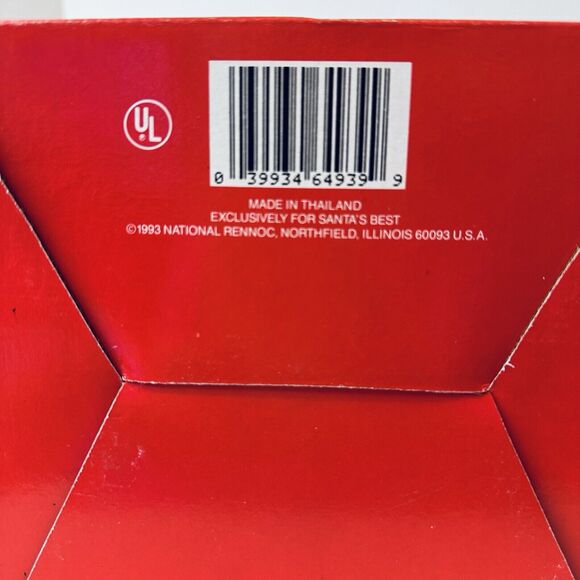 UL
®
0 39934 64939 9
MADE IN THAILAND
EXCLUSIVELY FOR SANTA'S BEST
©1993 NATIONAL RENNOC, NORTHFIELD, ILLINOIS 60093 U.S.A.